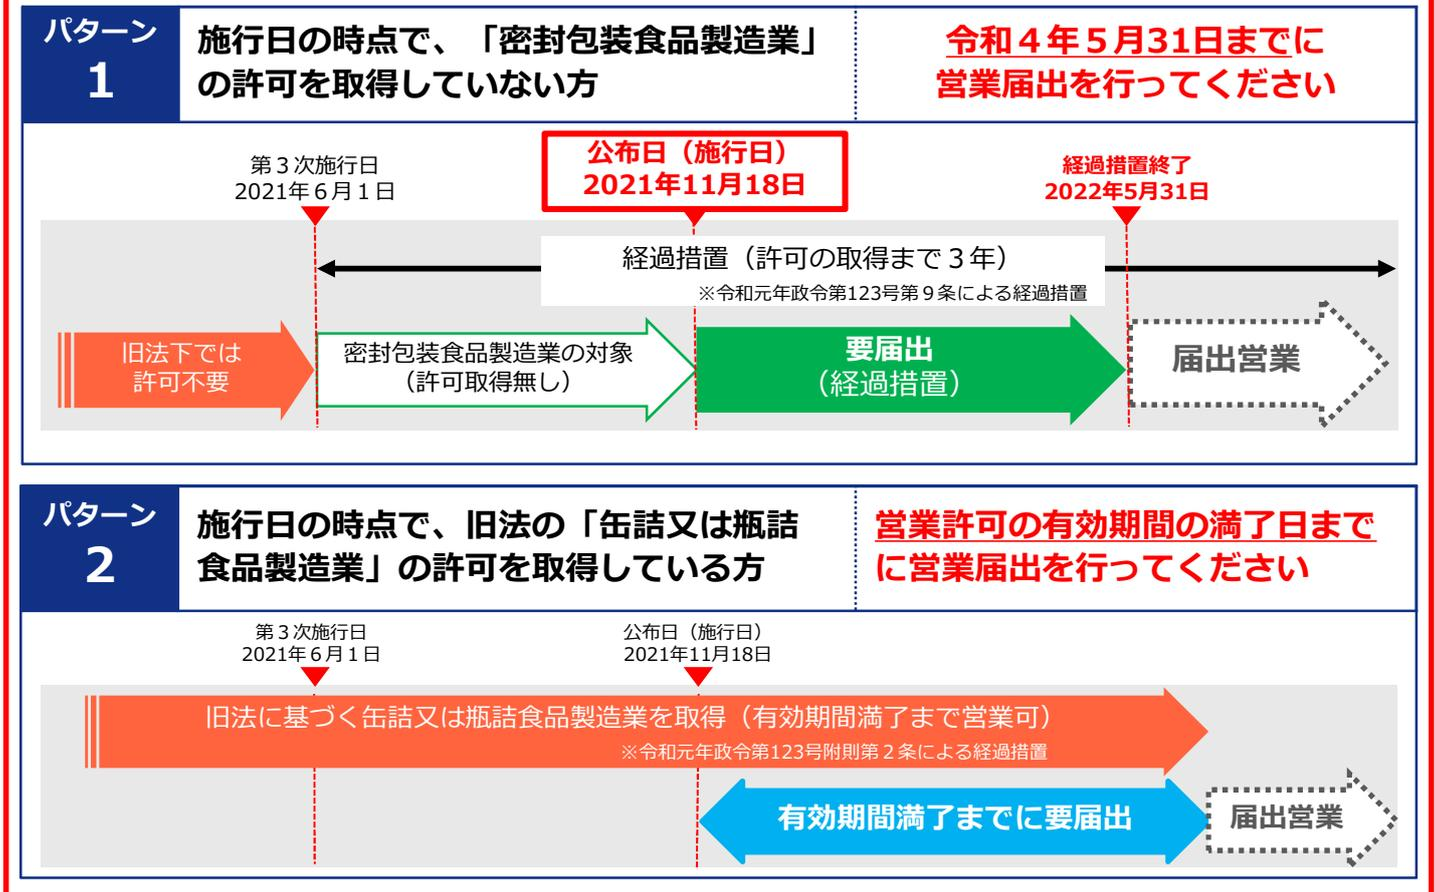 パターン
1
施行日の時点で、「密封包装食品製造業」
の許可を取得していない方
令和４年５月31日までに
営業届出を行ってください
第３次施行日
2021年６月１日
公布日（施行日）
2021年11月18日
経過措置終了
2022年5月31日
経過措置（許可の取得まで３年）
※令和元年政令第123号第９条による経過措置
旧法下では
許可不要
密封包装食品製造業の対象
（許可取得無し）
要届出
（経過措置）
届出営業
パターン
2
施行日の時点で、旧法の「缶詰又は瓶詰
食品製造業」の許可を取得している方
営業許可の有効期間の満了日まで
に営業届出を行ってください
第３次施行日
2021年６月１日
公布日（施行日）
2021年11月18日
旧法に基づく缶詰又は瓶詰食品製造業を取得（有効期間満了まで営業可）
※令和元年政令第123号附則第２条による経過措置
有効期間満了までに要届出
届出営業